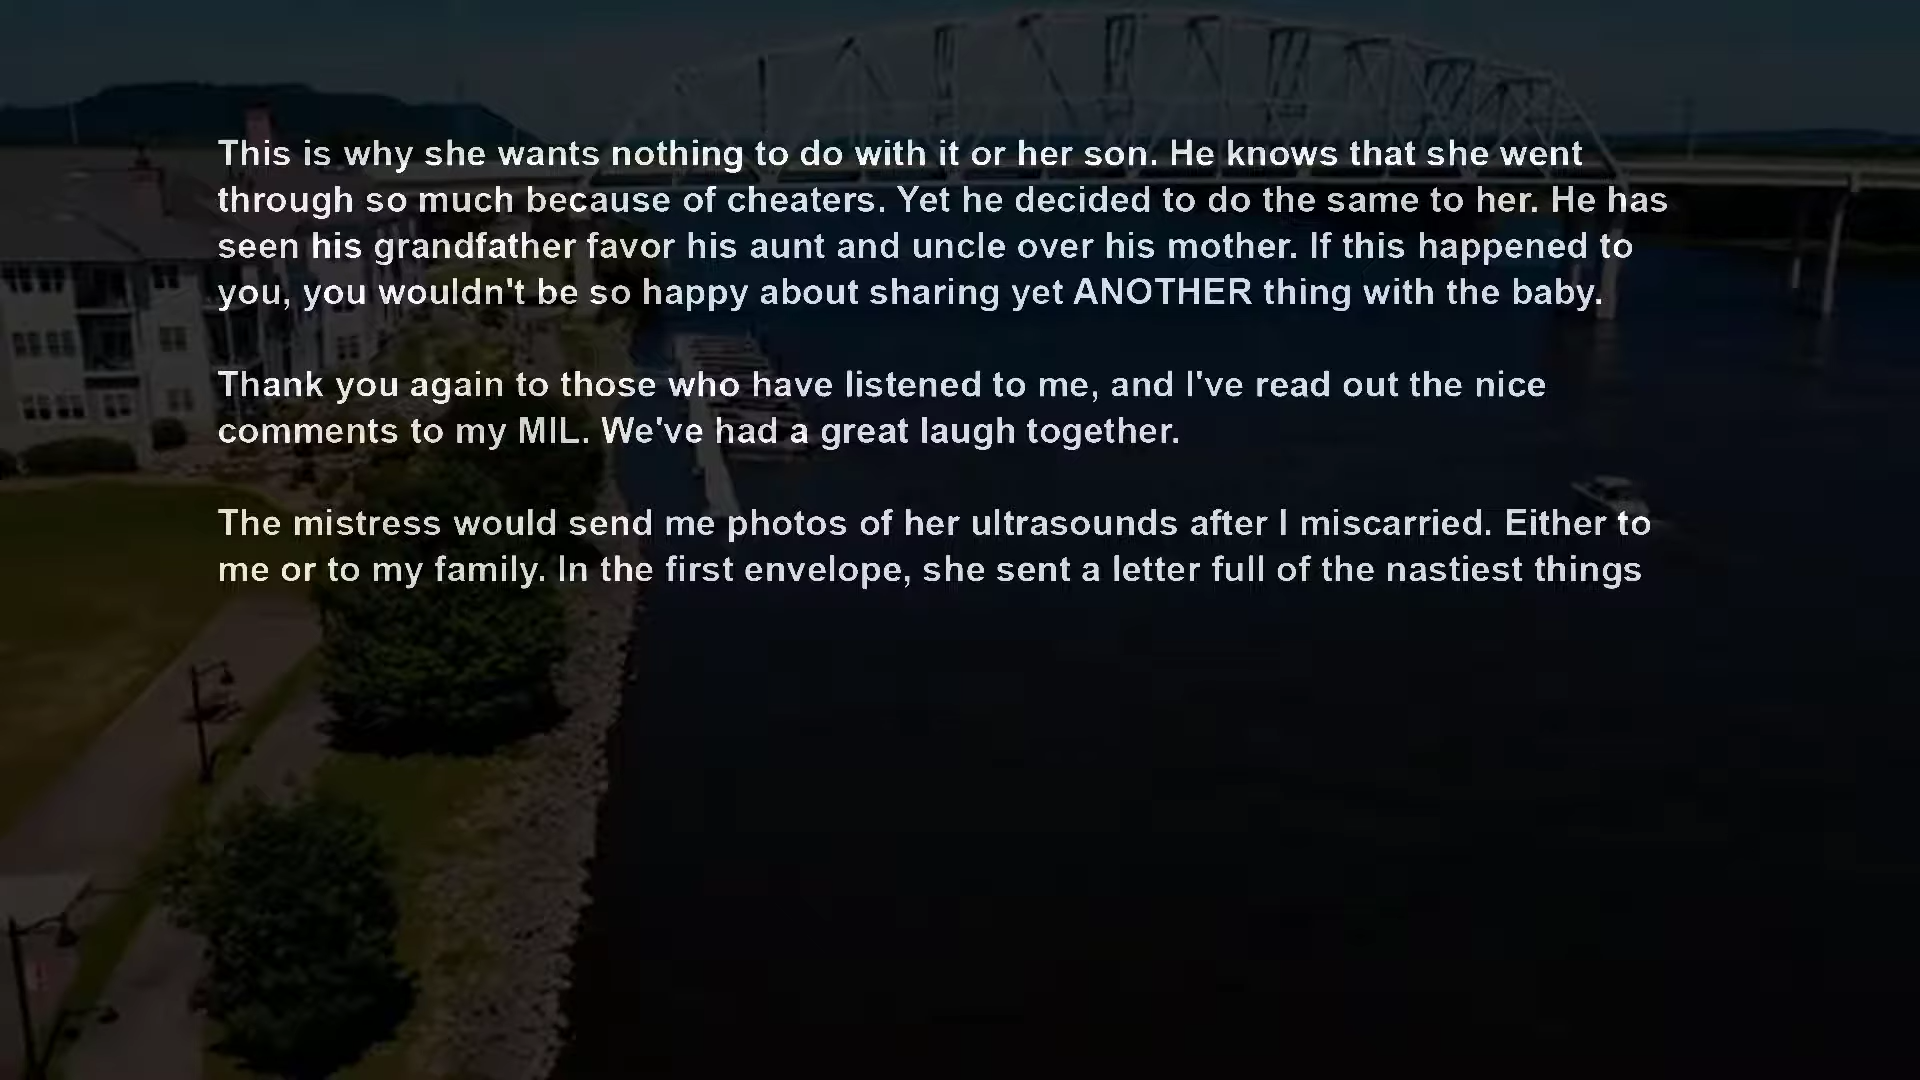 This is why she wants nothing to do with it or her son. He knows that she went
through so much because of cheaters. Yet he decided to do the same to her. He has
seen his grandfather favor his aunt and uncle over his mother. If this happened to
you, you wouldn't be so happy about sharing yet ANOTHER thing with the baby.
Thank you again to those who have listened to me, and I've read out the nice
comments to my MIL. We've had a great laugh together.
The mistress would send me photos of her ultrasounds after I miscarried. Either to
me or to my family. In the first envelope, she sent a letter full of the nastiest things